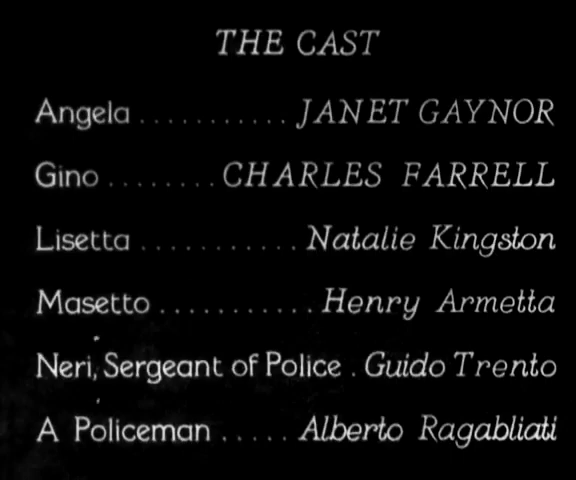 THE CAST
Angela ........... JANET GAYNOR
Gino ........ CHARLES FARRELL
Lisetta ............ Natalie Kingston
Masetto ............ Henry Armetta
Neri, Sergeant of Police . Guido Trento
A Policeman ..... Alberto Ragabliati